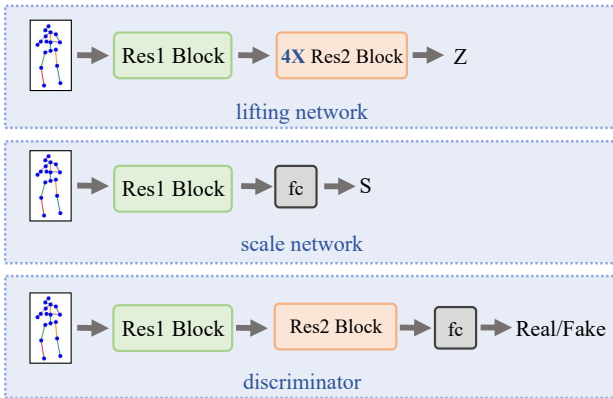 Res1 Block 4X Res2 Block Z
lifting network
Res1 Block fc S
scale network
Res1 Block Res2 Block fc Real/Fake
discriminator